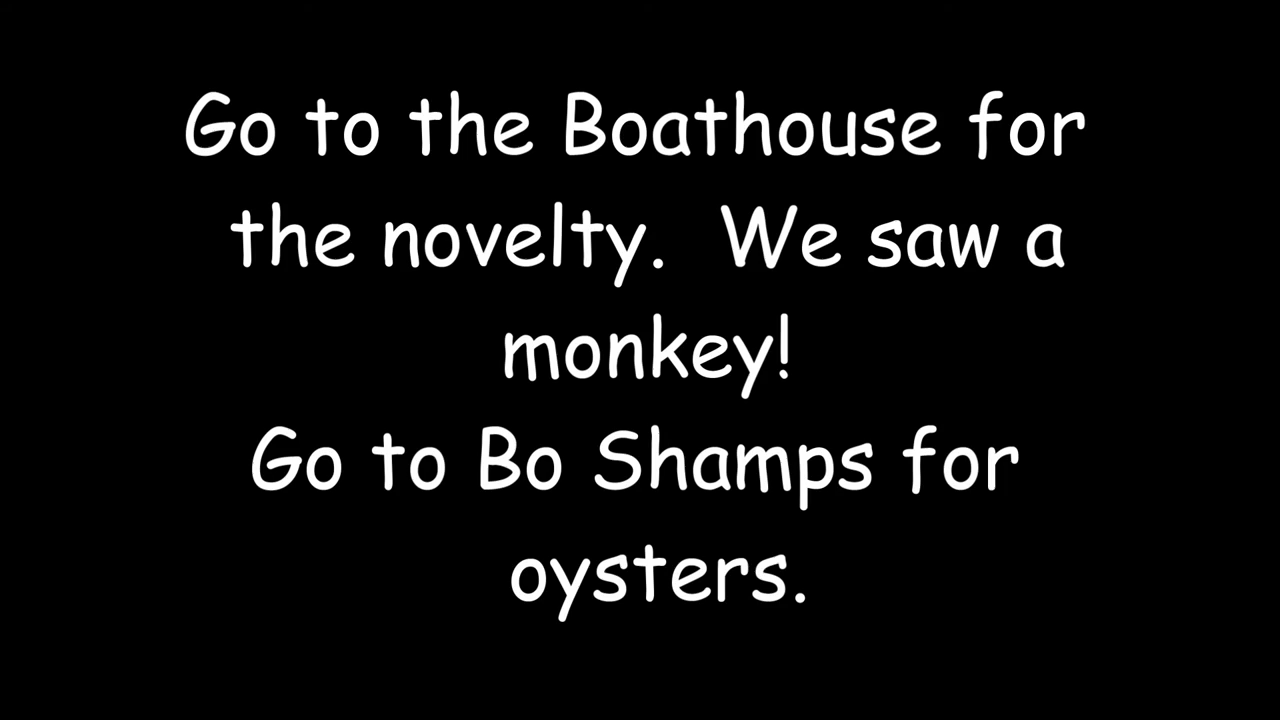 Go to the Boathouse for
the novelty.  We saw a
monkey!
Go to Bo Shamps for
oysters.